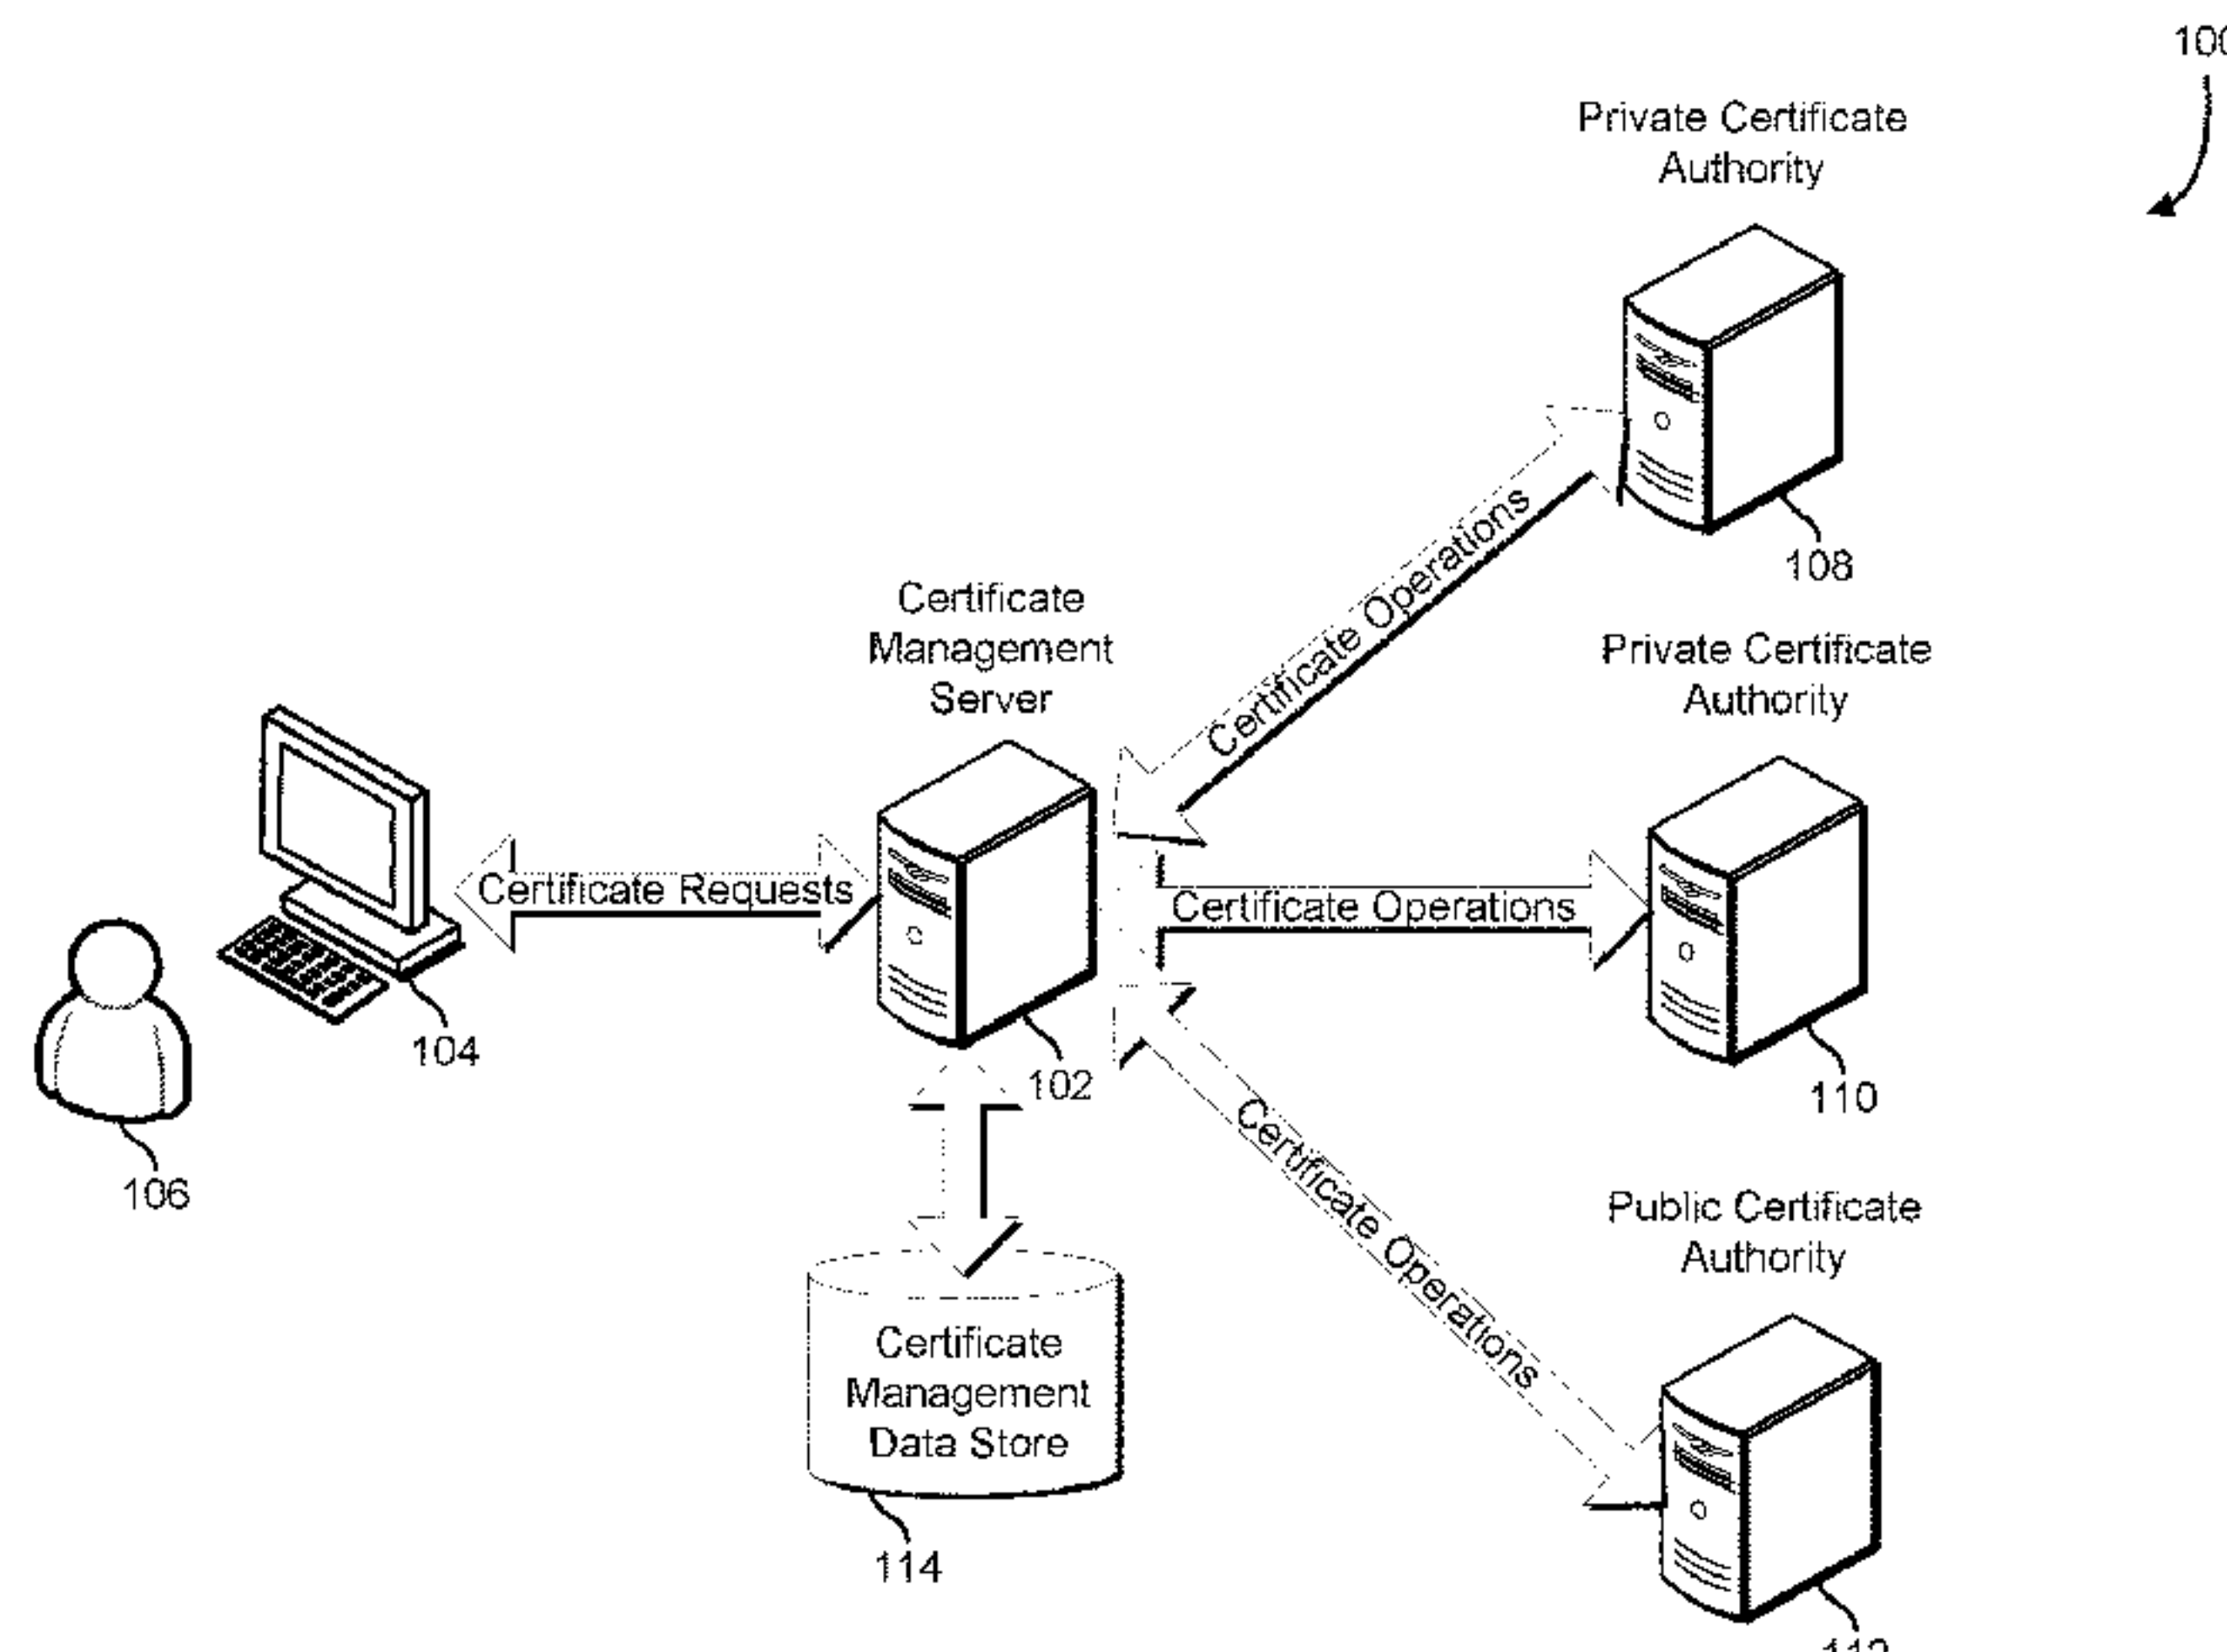 100
Private Certificate
Authority
108
Certificate Operations
Certificate
Management
Server
Private Certificate
Authority
Certificate Requests
Certificate Operations
104
102
110
106
Certificate Operations
Public Certificate
Authority
Certificate
Management
Data Store
114
112